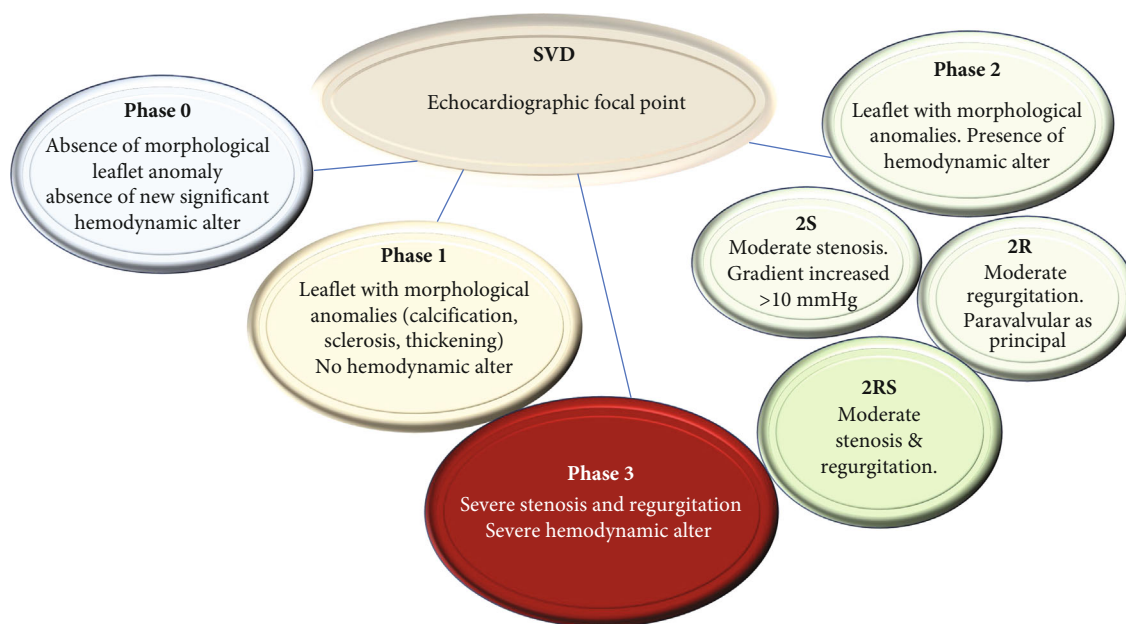 SVD
Echocardiographic focal point
Phase 0
Absence of morphological
leaflet anomaly
absence of new significant
hemodynamic alter
Phase 1
Leaflet with morphological
anomalies (calcification,
sclerosis, thickening)
No hemodynamic alter
Phase 2
Leaflet with morphological
anomalies. Presence of
hemodynamic alter
2S
Moderate stenosis.
Gradient increased
>10 mmHg
2R
Moderate
regurgitation.
Paravalvular as
principal
2RS
Moderate
stenosis &
regurgitation.
Phase 3
Severe stenosis and regurgitation
Severe hemodynamic alter